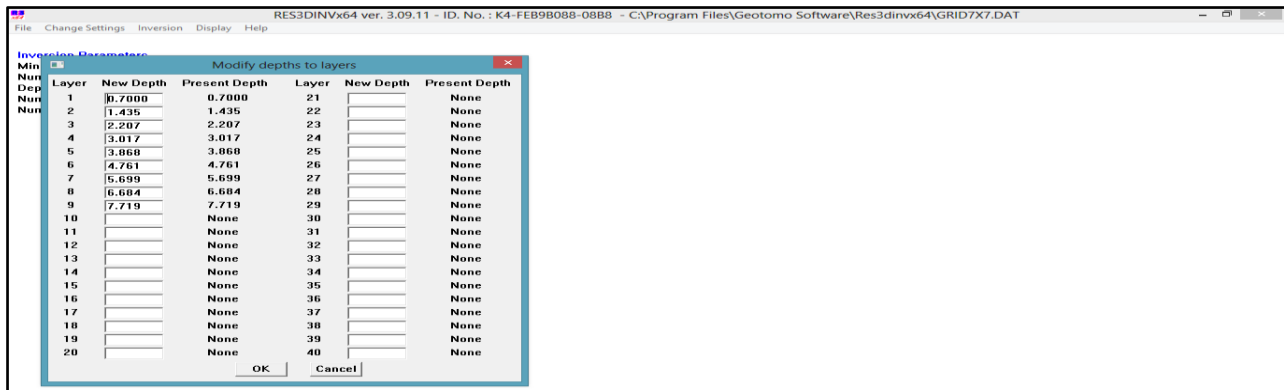 RES3DINVx64 ver. 3.09.11 - ID. No. : K4-FEB9B088-08B8 - C:\Program Files\Geotomo Software\Res3dinvx64\GRID7X7.DAT
File Change Settings Inversion Display Help
Inversion Parameters
Min
Num
Dep
Num
Num
Modify depths to layers
Layer New Depth Present Depth Layer New Depth Present Depth
1 0.7000 0.7000 21 None
2 1.435 1.435 22 None
3 2.207 2.207 23 None
4 3.017 3.017 24 None
5 3.868 3.868 25 None
6 4.761 4.761 26 None
7 5.699 5.699 27 None
8 6.684 6.684 28 None
9 7.719 7.719 29 None
10 None 30 None
11 None 31 None
12 None 32 None
13 None 33 None
14 None 34 None
15 None 35 None
16 None 36 None
17 None 37 None
18 None 38 None
19 None 39 None
20 None 40 None
OK Cancel